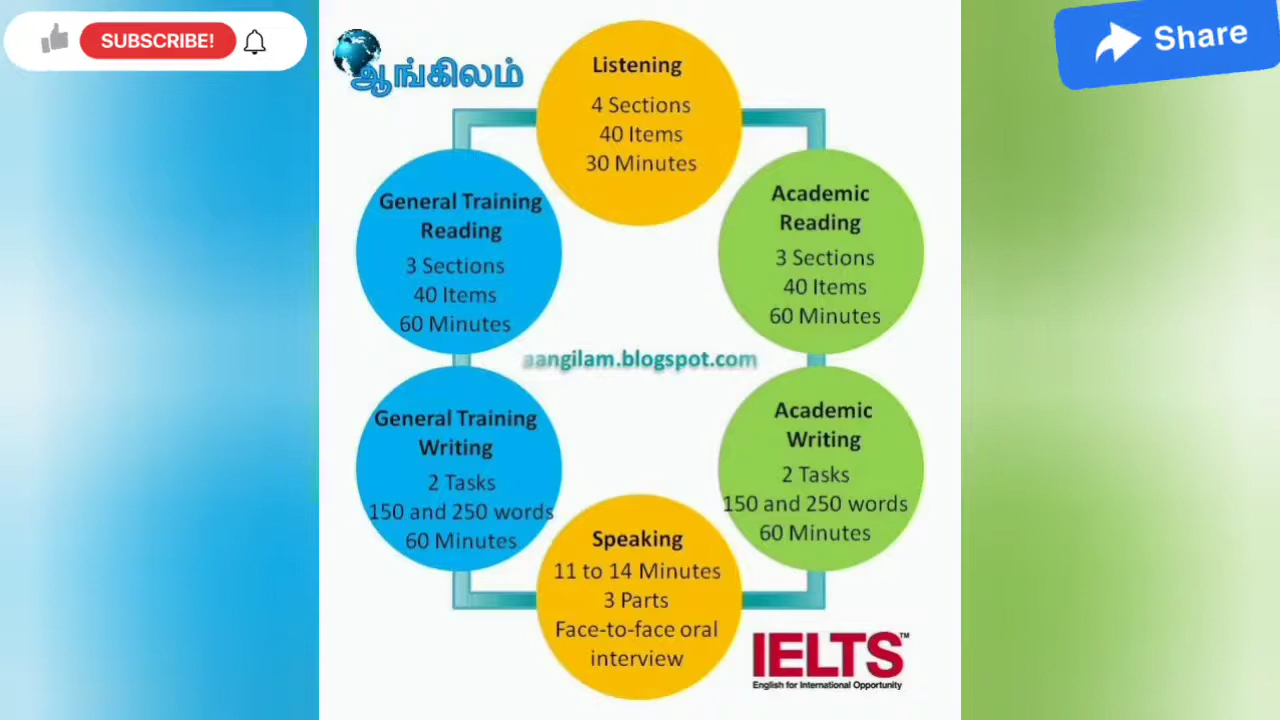 SUBSCRIBE!
Share
ஆங்கிலம்
Listening
4 Sections
40 Items
30 Minutes
General Training
Reading
3 Sections
40 Items
60 Minutes
Academic
Reading
3 Sections
40 Items
60 Minutes
aangilam.blogspot.com
General Training
Writing
2 Tasks
150 and 250 words
60 Minutes
Academic
Writing
2 Tasks
150 and 250 words
60 Minutes
Speaking
11 to 14 Minutes
3 Parts
Face-to-face oral
interview
IELTS™
English for International Opportunity